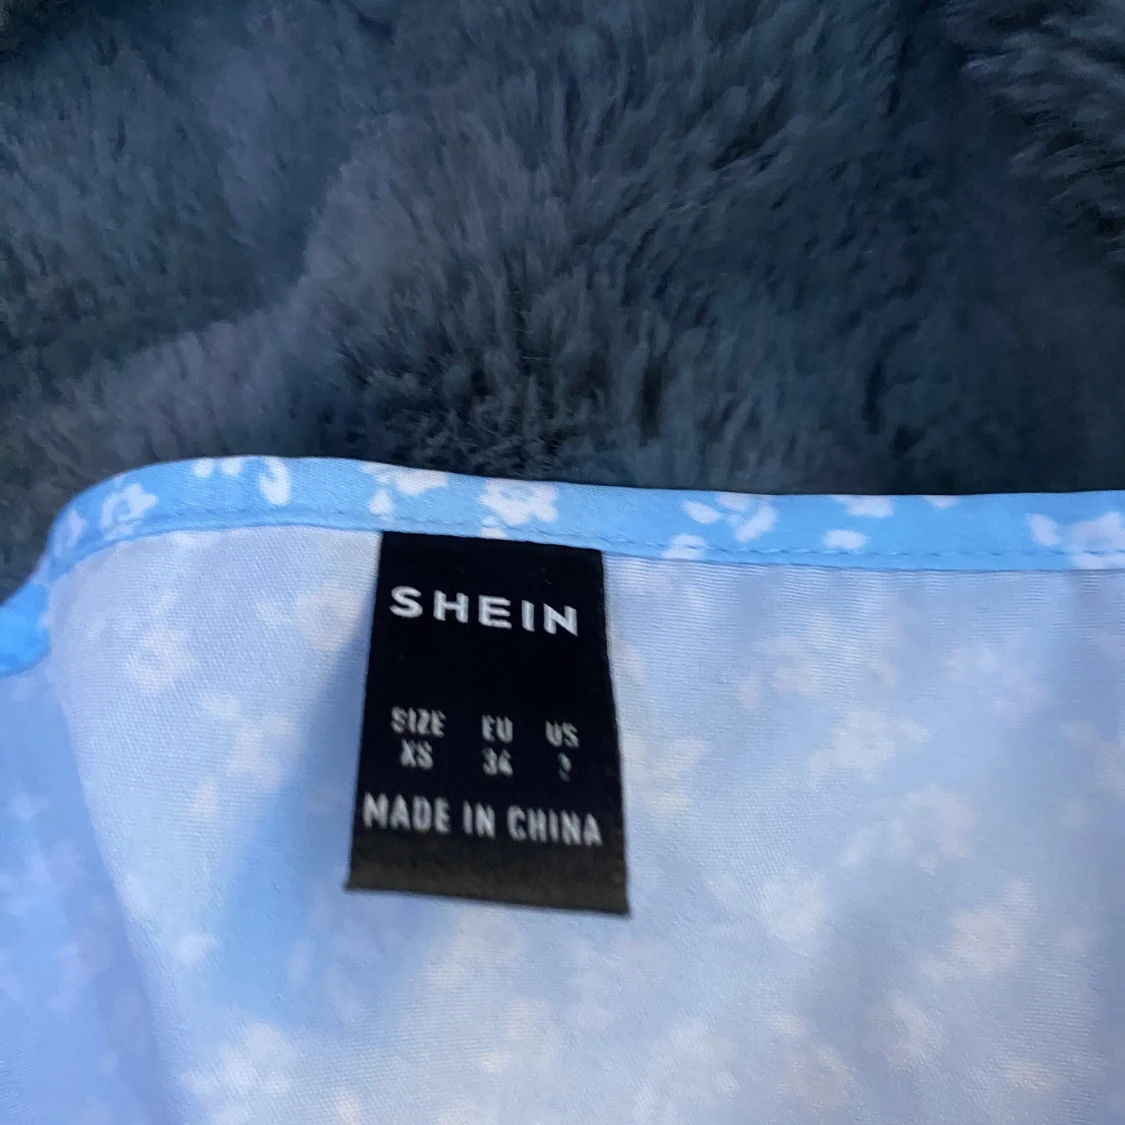 SHEIN
SIZE EU US
XS 34 2
MADE IN CHINA